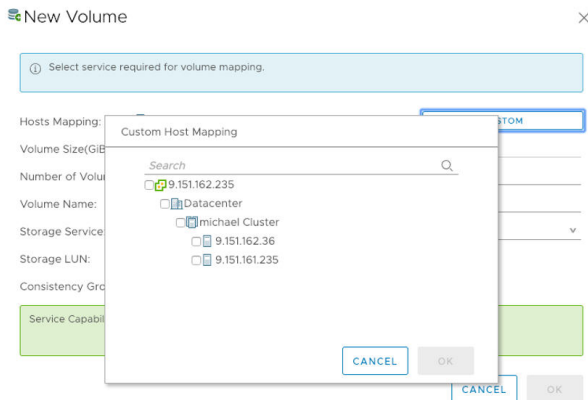 New Volume
Select service required for volume mapping.
Hosts Mapping:
Custom Host Mapping
Volume Size(GiB
Search
9.151.162.235
Number of Volu
Datacenter
Volume Name:
michael Cluster
Storage Service
9.151.162.36
Storage LUN:
9.151.161.235
Consistency Gro
Service Capabil
CANCEL OK
CANCEL OK